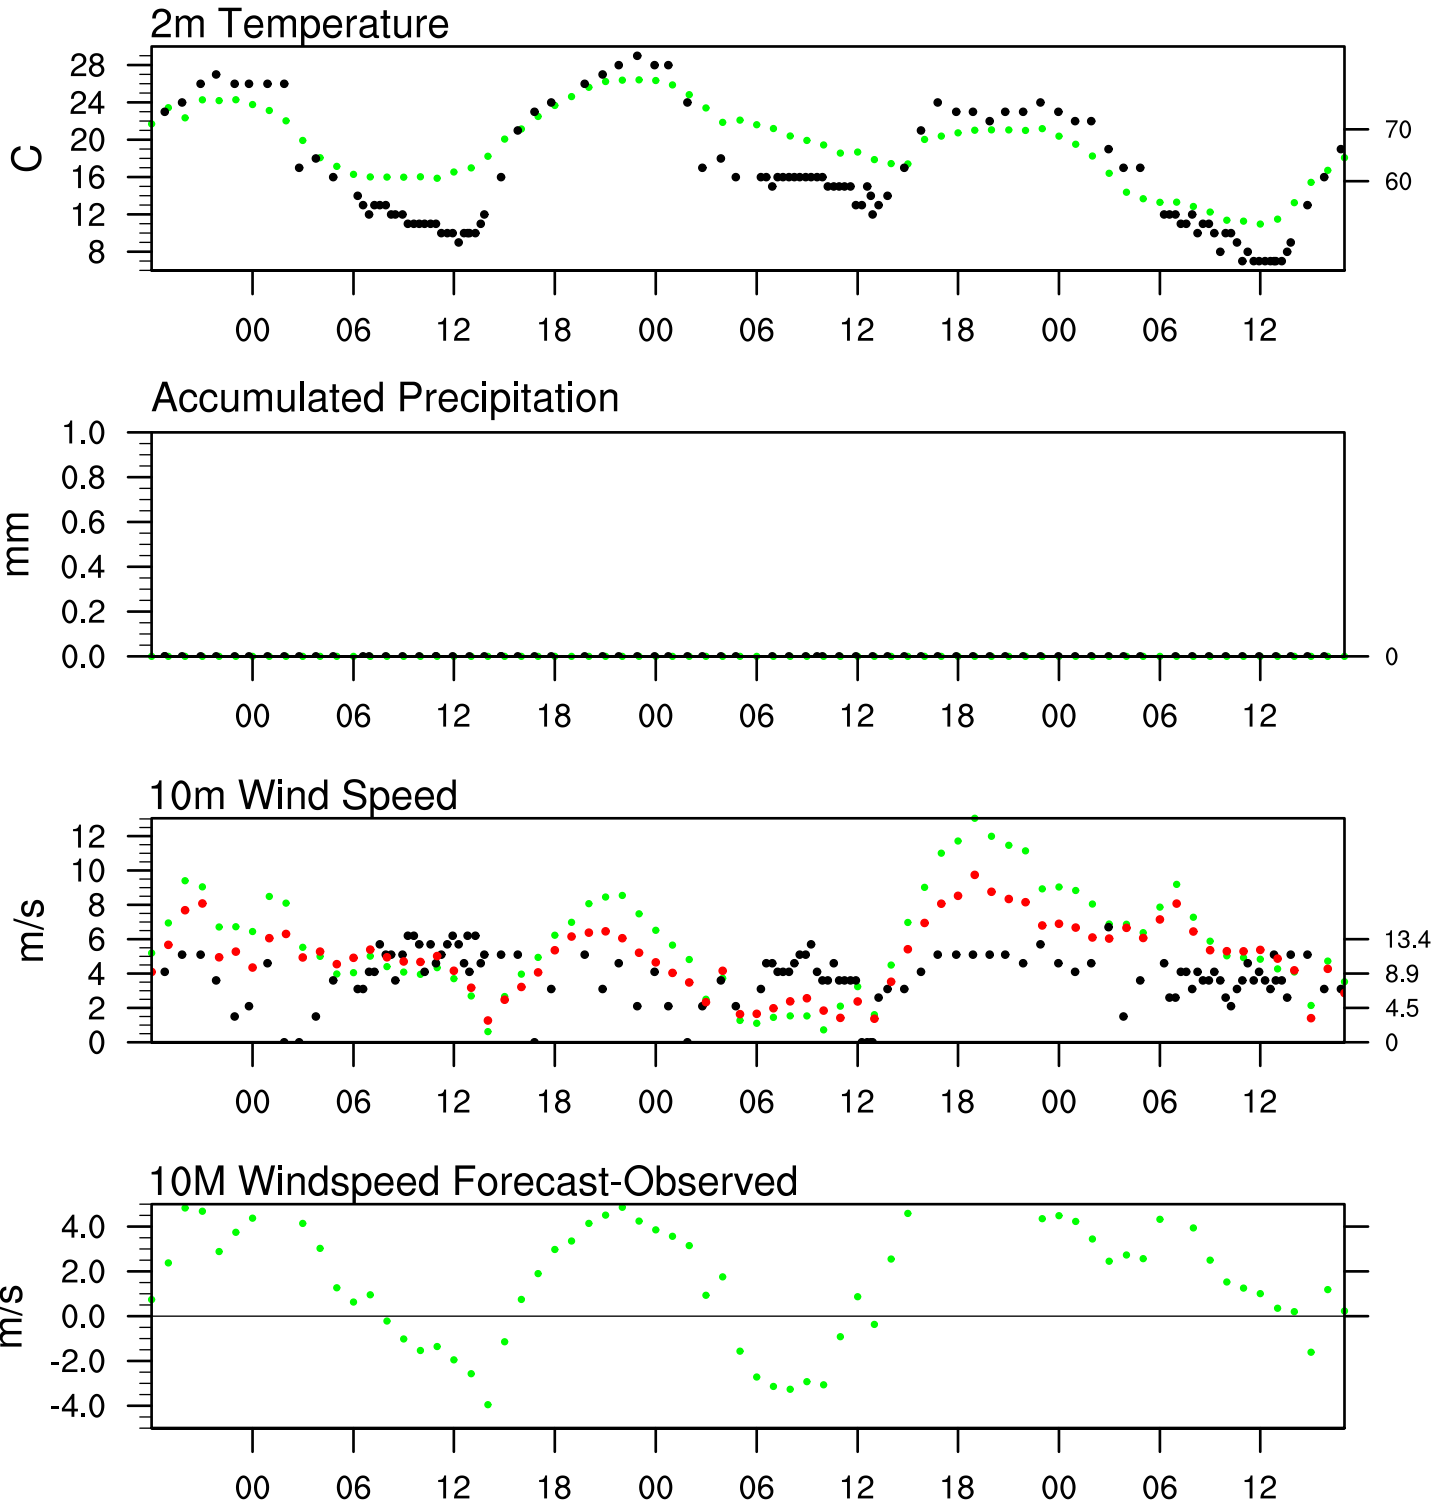 2m Temperature
28
24
20
16
12
8
C
70
60
00 06 12 18 00 06 12 18 00 06 12
Accumulated Precipitation
1.0
0.8
0.6
0.4
0.2
0.0
mm
0
00 06 12 18 00 06 12 18 00 06 12
10m Wind Speed
12
10
8
6
4
2
0
m/s
13.4
8.9
4.5
0
00 06 12 18 00 06 12 18 00 06 12
10M Windspeed Forecast-Observed
4.0
2.0
0.0
-2.0
-4.0
m/s
00 06 12 18 00 06 12 18 00 06 12